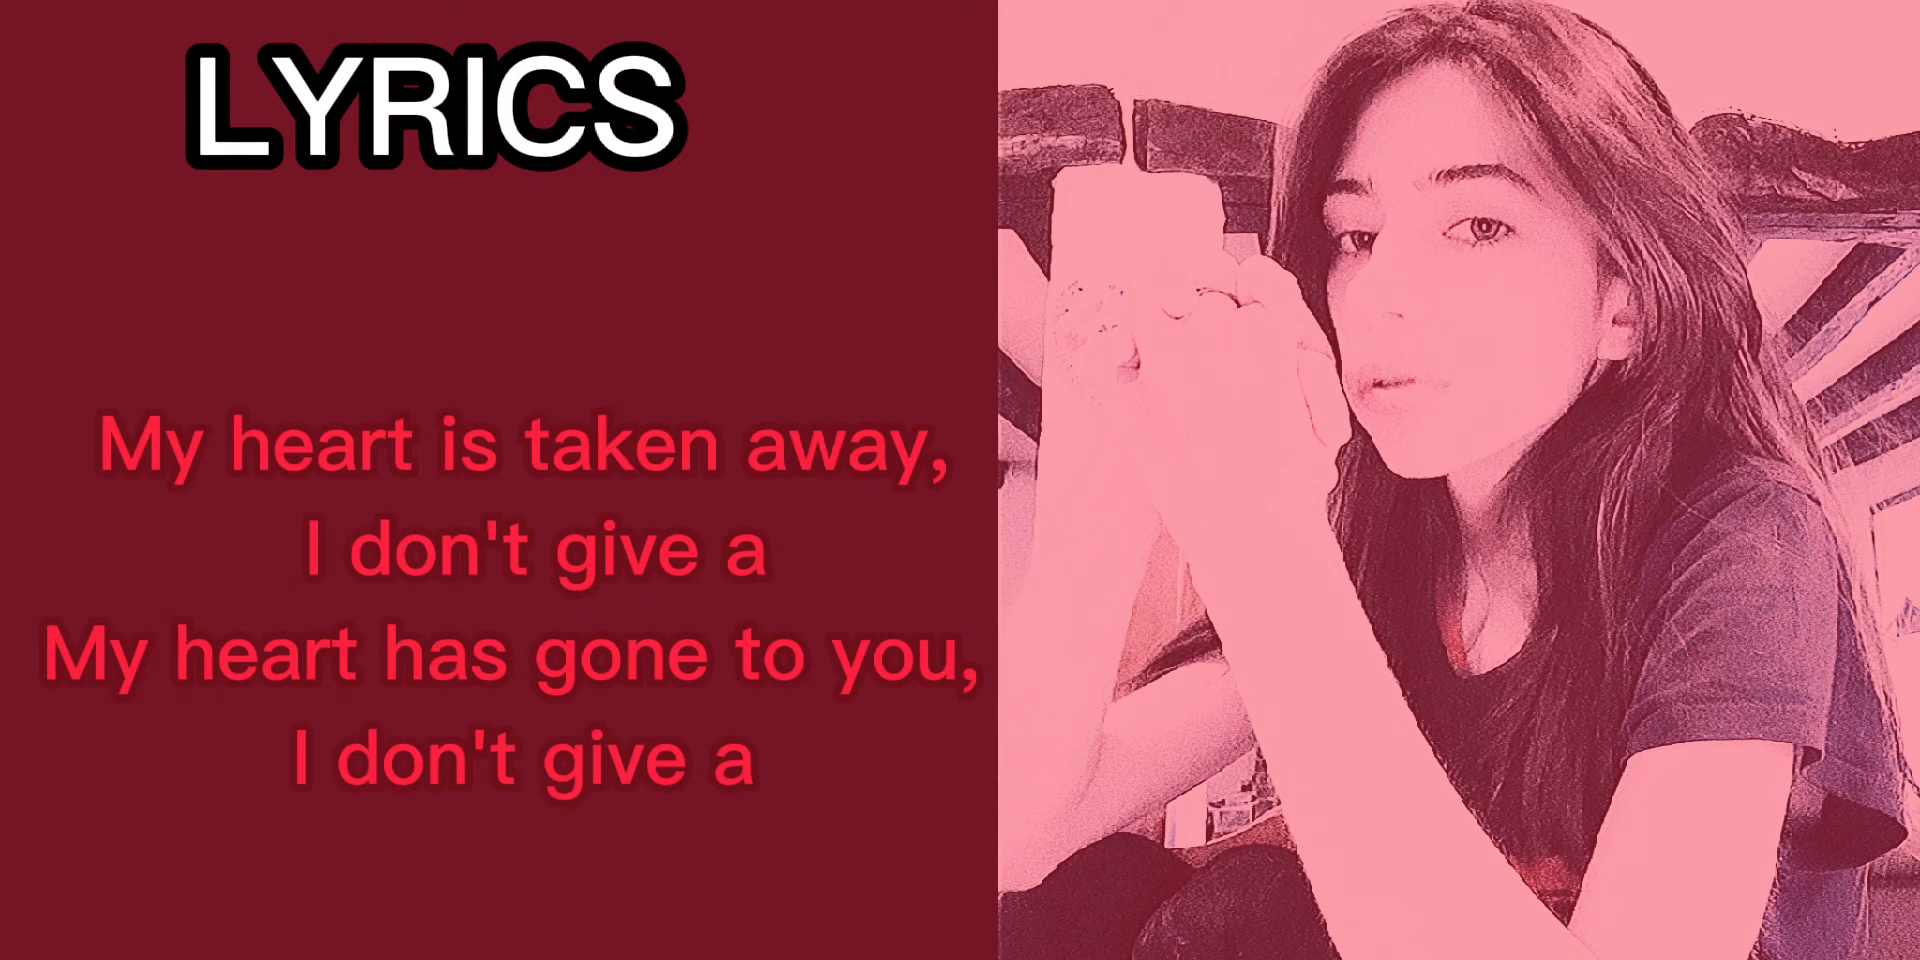 LYRICS
My heart is taken away,
I don't give a
My heart has gone to you,
I don't give a